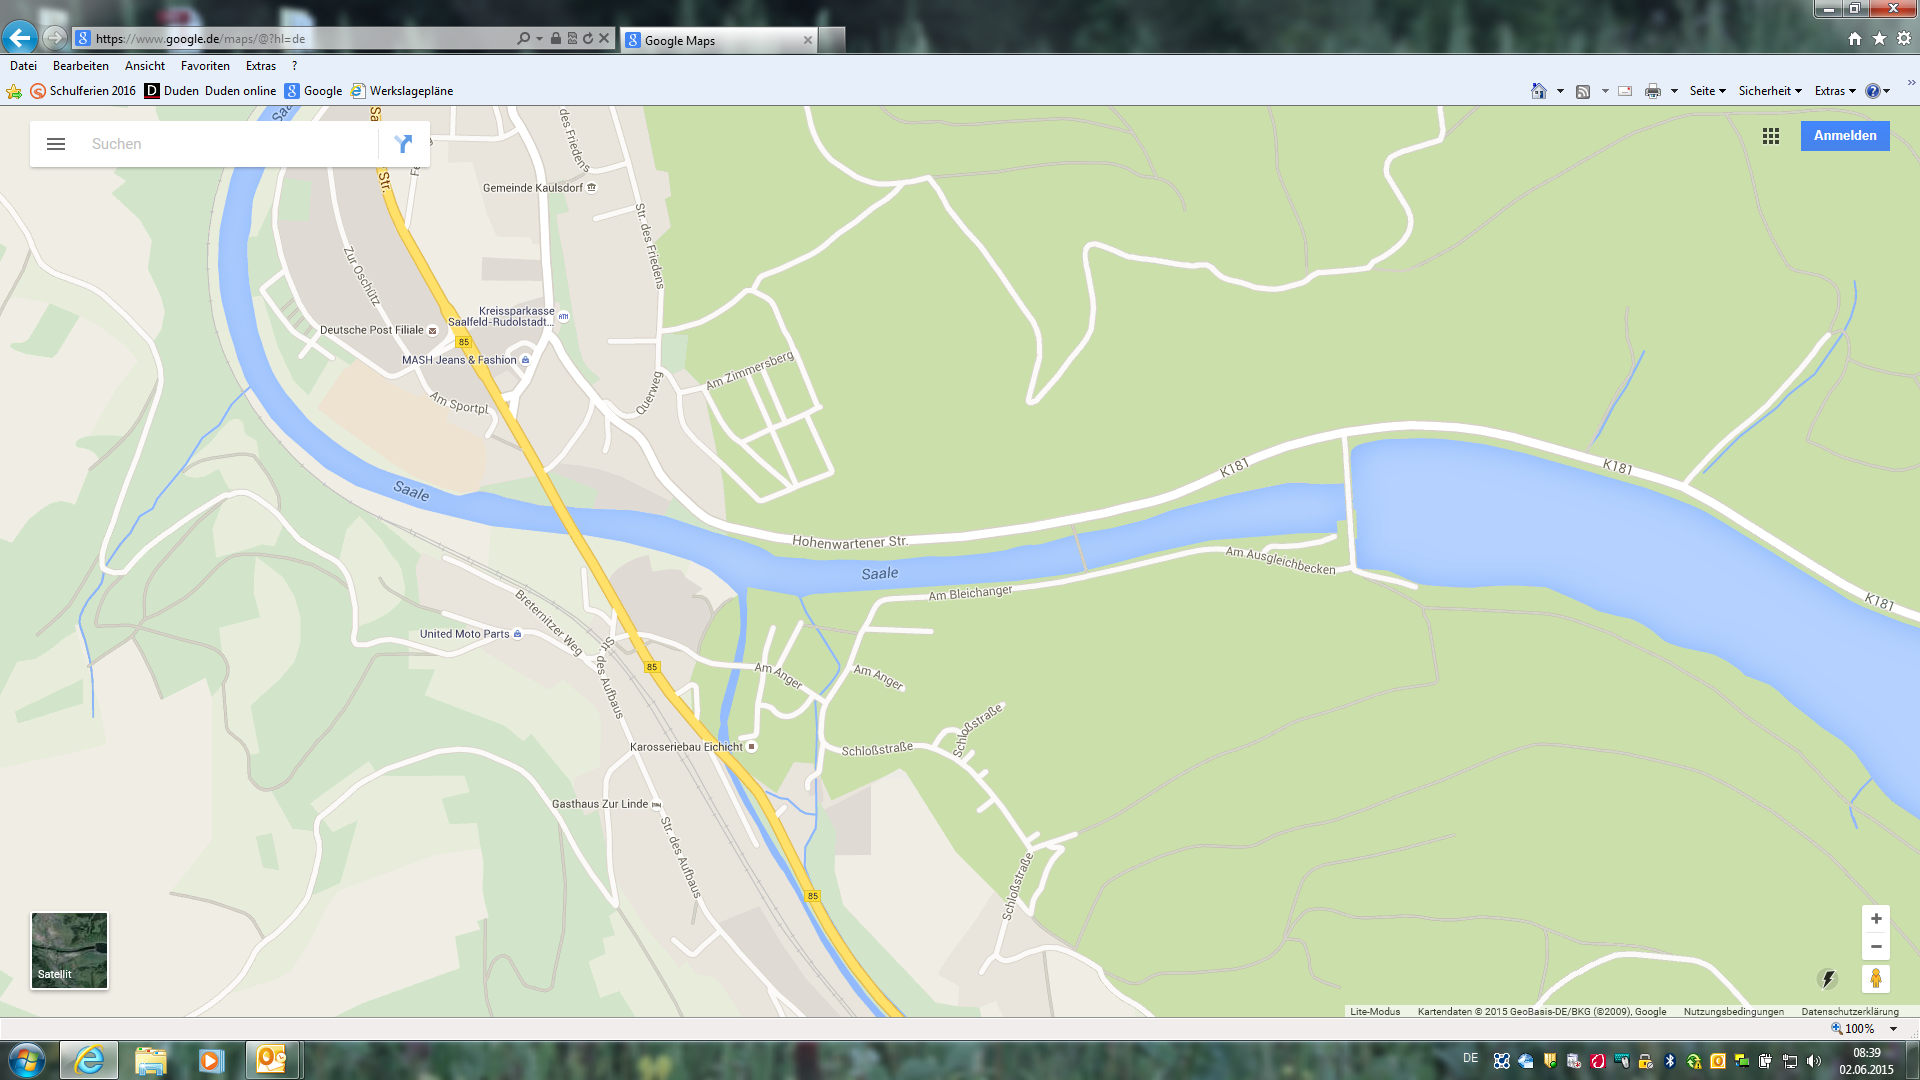 https://www.google.de/maps/@?hl=de
Google Maps
Datei Bearbeiten Ansicht Favoriten Extras ?
Schulferien 2016 Duden Duden online Google Werkslagepläne
Seite Sicherheit Extras
Suchen
Anmelden
Str.
Str. des Friedens
Gemeinde Kaulsdorf
Str. des Friedens
Zur Oschütz
Kreissparkasse
Saalfeld-Rudolstadt...
ATM
Deutsche Post Filiale
85
MASH Jeans & Fashion
Am Zimmersberg
Querweg
Am Sportpl
K181
K181
Saale
Hohenwartener Str.
Am Ausgleichbecken
Saale
Am Bleichanger
K181
Breternitzer Weg
United Moto Parts
Str. des Aufbaus
85
Am Anger
Am Anger
Schloßstraße
Karosseriebau Eichicht
Schloßstraße
Gasthaus Zur Linde
Str. des Aufbaus
Schloßstraße
85
Satellit
+
−
Lite-Modus Kartendaten © 2015 GeoBasis-DE/BKG (©2009), Google Nutzungsbedingungen Datenschutzerklärung
100%
DE
08:39
02.06.2015